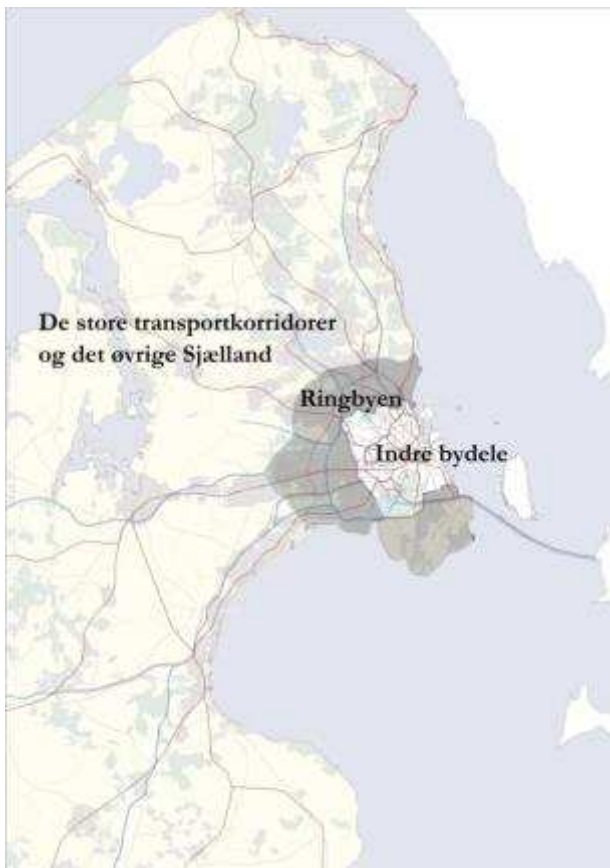 De store transportkorridorer
og det øvrige Sjælland
Ringbyen
Indre bydele